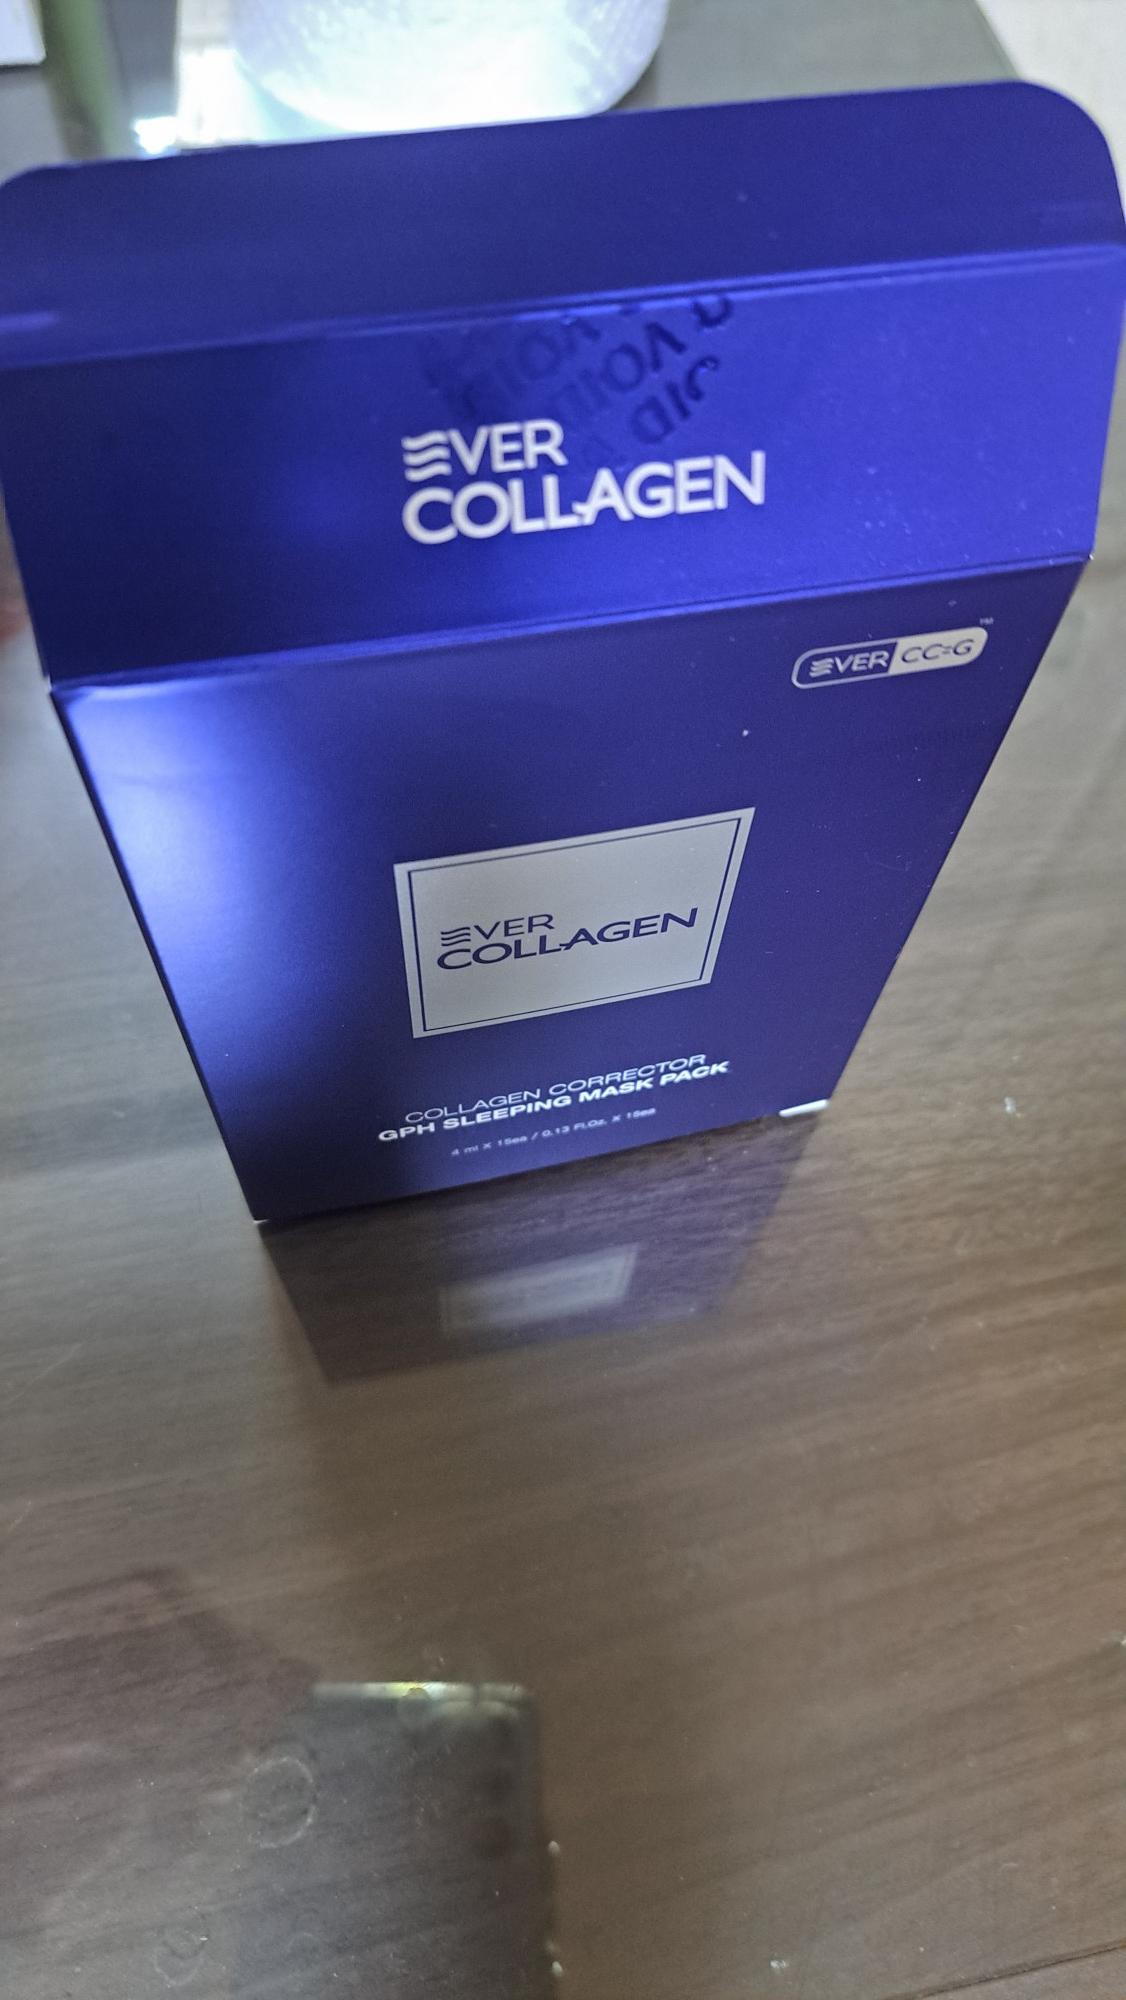 EVER
COLLAGEN
EVER CC:G
TM
EVER
COLLAGEN
COLLAGEN CORRECTOR
GPH SLEEPING MASK PACK
4 ml X 15ea / 0.13 Fl.Oz. X 15ea